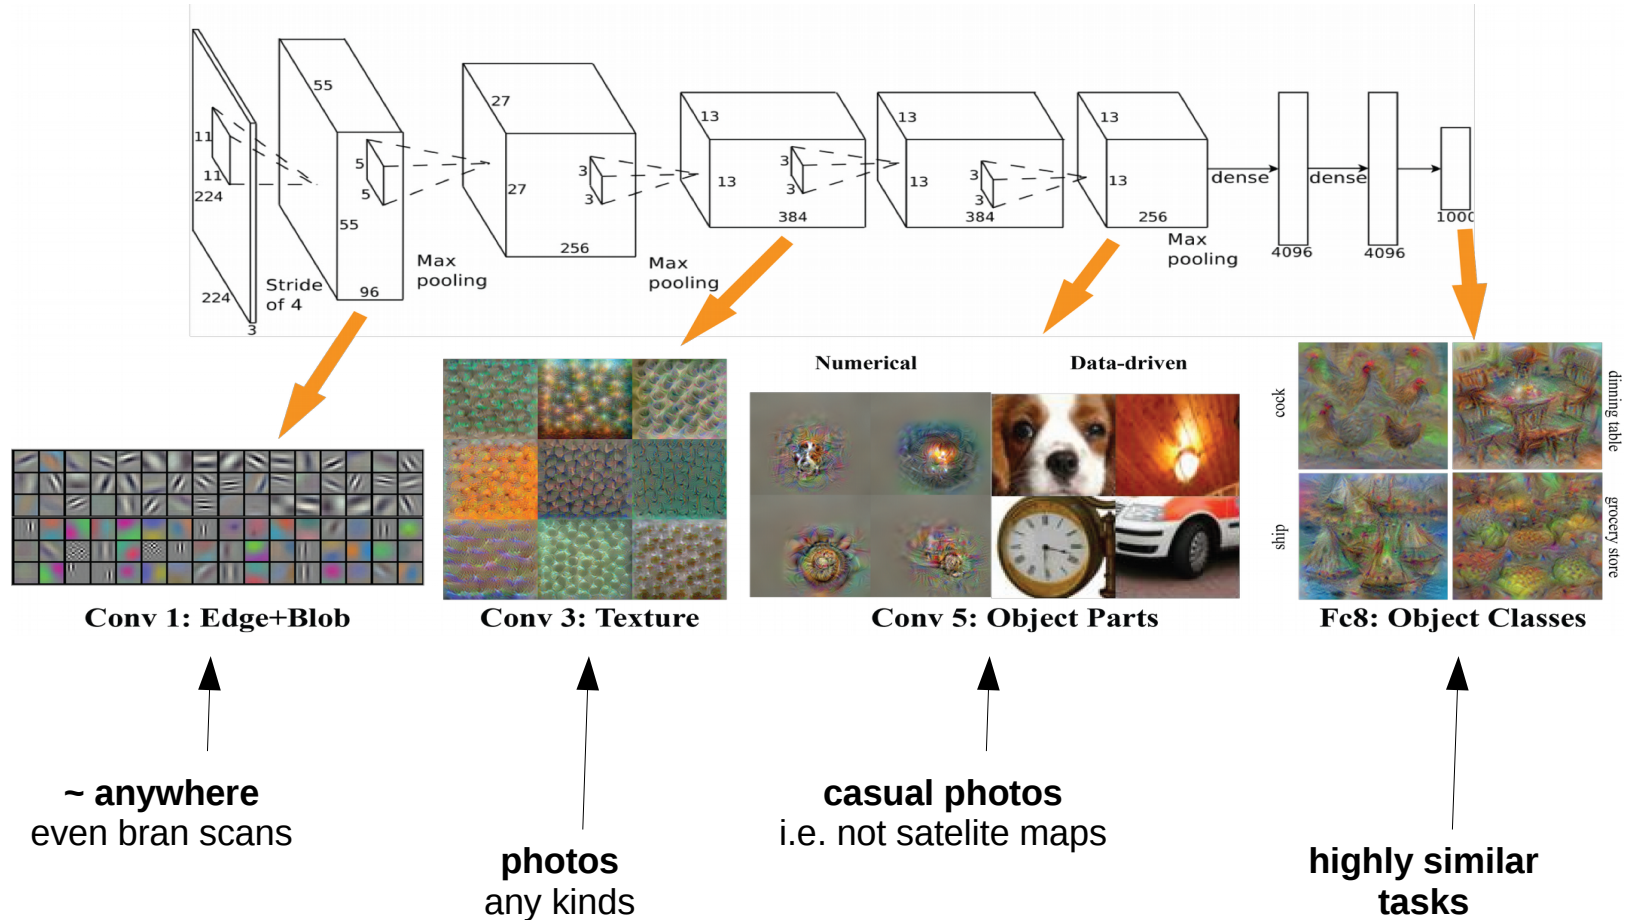 11
11
224
224
3
Stride
of 4
55
5
5
55
96
Max
pooling
27
27
3
3
256
Max
pooling
13
13
3
3
384
13
13
3
3
384
13
13
256
Max
pooling
dense
4096
dense
4096
1000
Numerical
Data-driven
cock
dinning table
ship
grocery store
Conv 1: Edge+Blob
Conv 3: Texture
Conv 5: Object Parts
Fc8: Object Classes
~ anywhere
even bran scans
photos
any kinds
casual photos
i.e. not satelite maps
highly similar
tasks